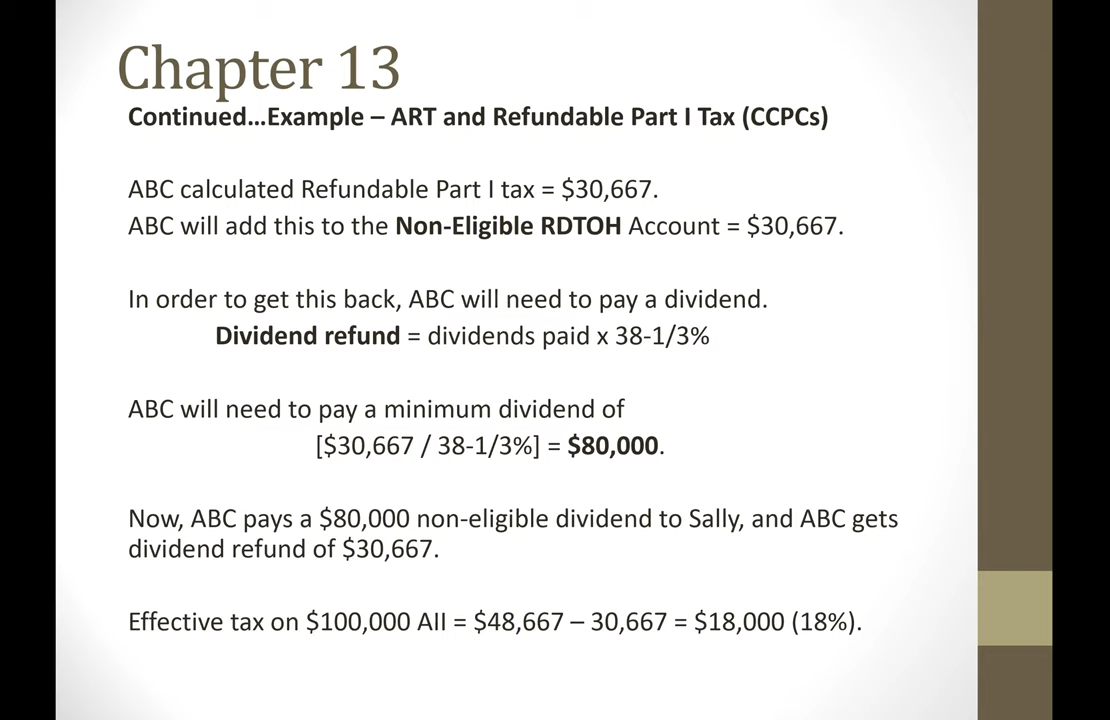 Chapter 13
Continued…Example – ART and Refundable Part I Tax (CCPCs)
ABC calculated Refundable Part I tax = $30,667.
ABC will add this to the Non-Eligible RDTOH Account = $30,667.
In order to get this back, ABC will need to pay a dividend.
Dividend refund = dividends paid x 38-1/3%
ABC will need to pay a minimum dividend of
[$30,667 / 38-1/3%] = $80,000.
Now, ABC pays a $80,000 non-eligible dividend to Sally, and ABC gets
dividend refund of $30,667.
Effective tax on $100,000 AII = $48,667 – 30,667 = $18,000 (18%).